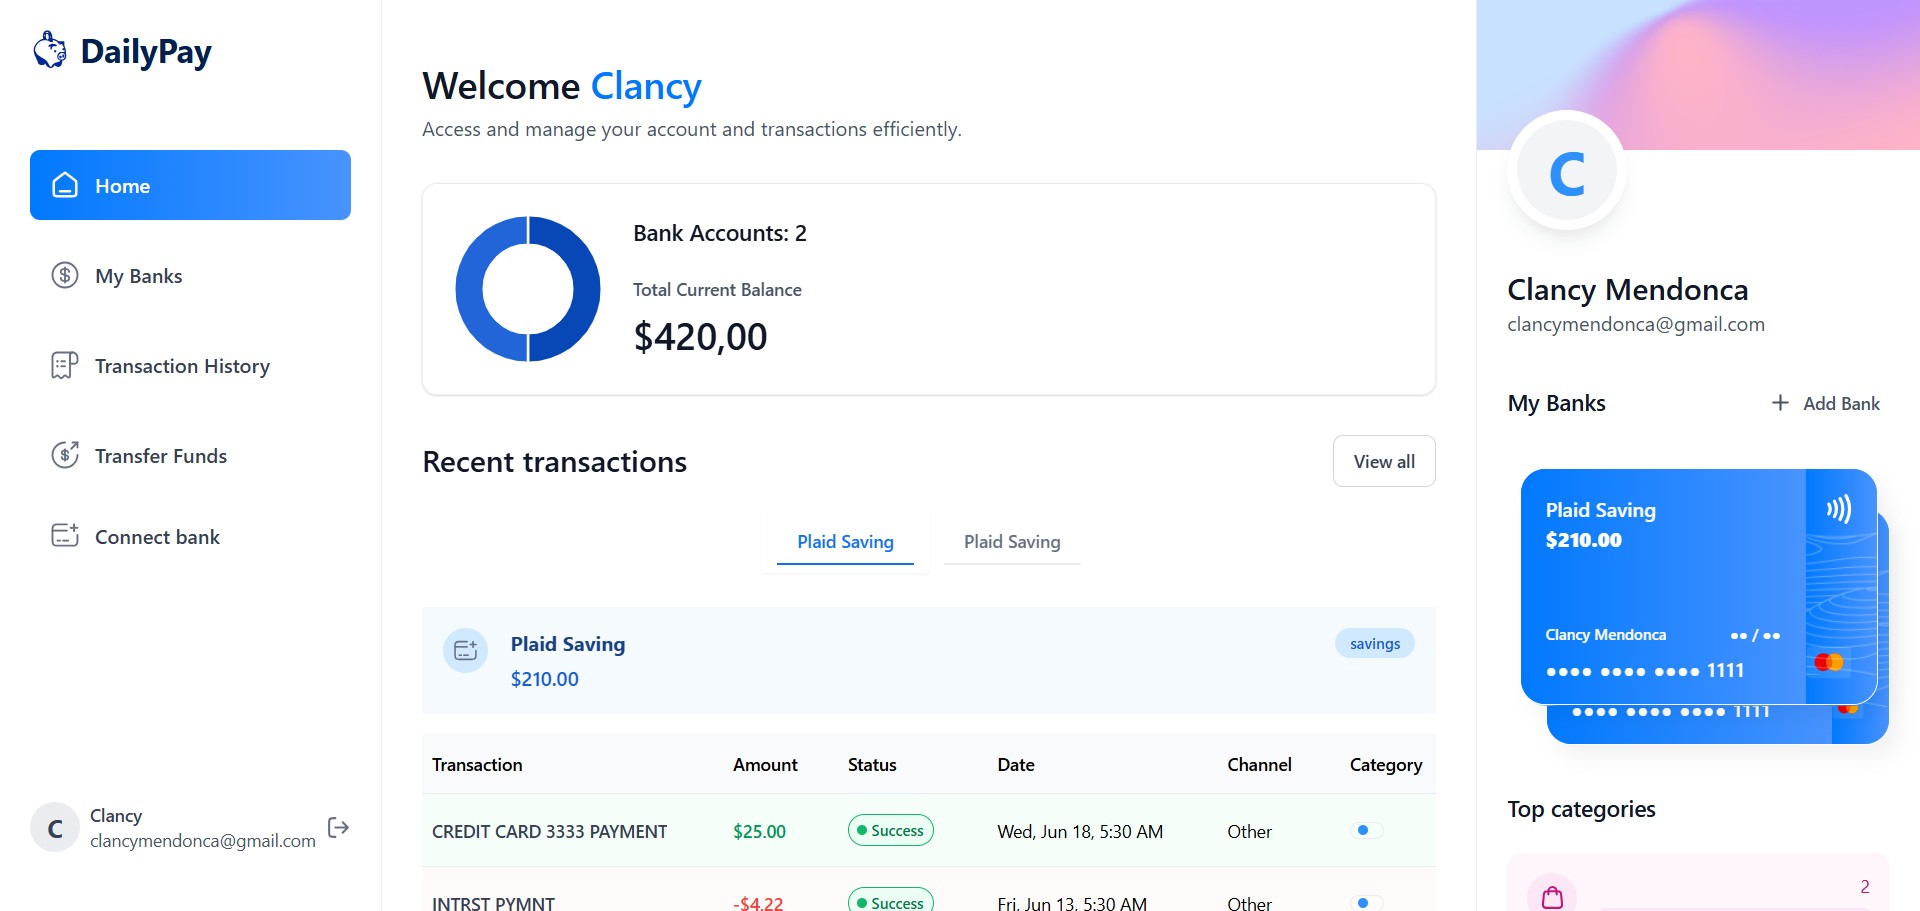 DailyPay
Home
My Banks
Transaction History
Transfer Funds
Connect bank
C
Clancy
clancymendonca@gmail.com
Welcome Clancy
Access and manage your account and transactions efficiently.
Bank Accounts: 2
Total Current Balance
$420,00
Recent transactions
View all
Plaid Saving Plaid Saving
Plaid Saving
$210.00
savings
Transaction Amount Status Date Channel Category
CREDIT CARD 3333 PAYMENT $25.00 Success Wed, Jun 18, 5:30 AM Other
INTRST PYMNT -$4.22 Success Fri, Jun 13, 5:30 AM Other
C
Clancy Mendonca
clancymendonca@gmail.com
My Banks
+ Add Bank
Plaid Saving
$210.00
Clancy Mendonca ●● / ●●
●●●● ●●●● ●●●● 1111
●●●● ●●●● ●●●● 1111
Top categories
2